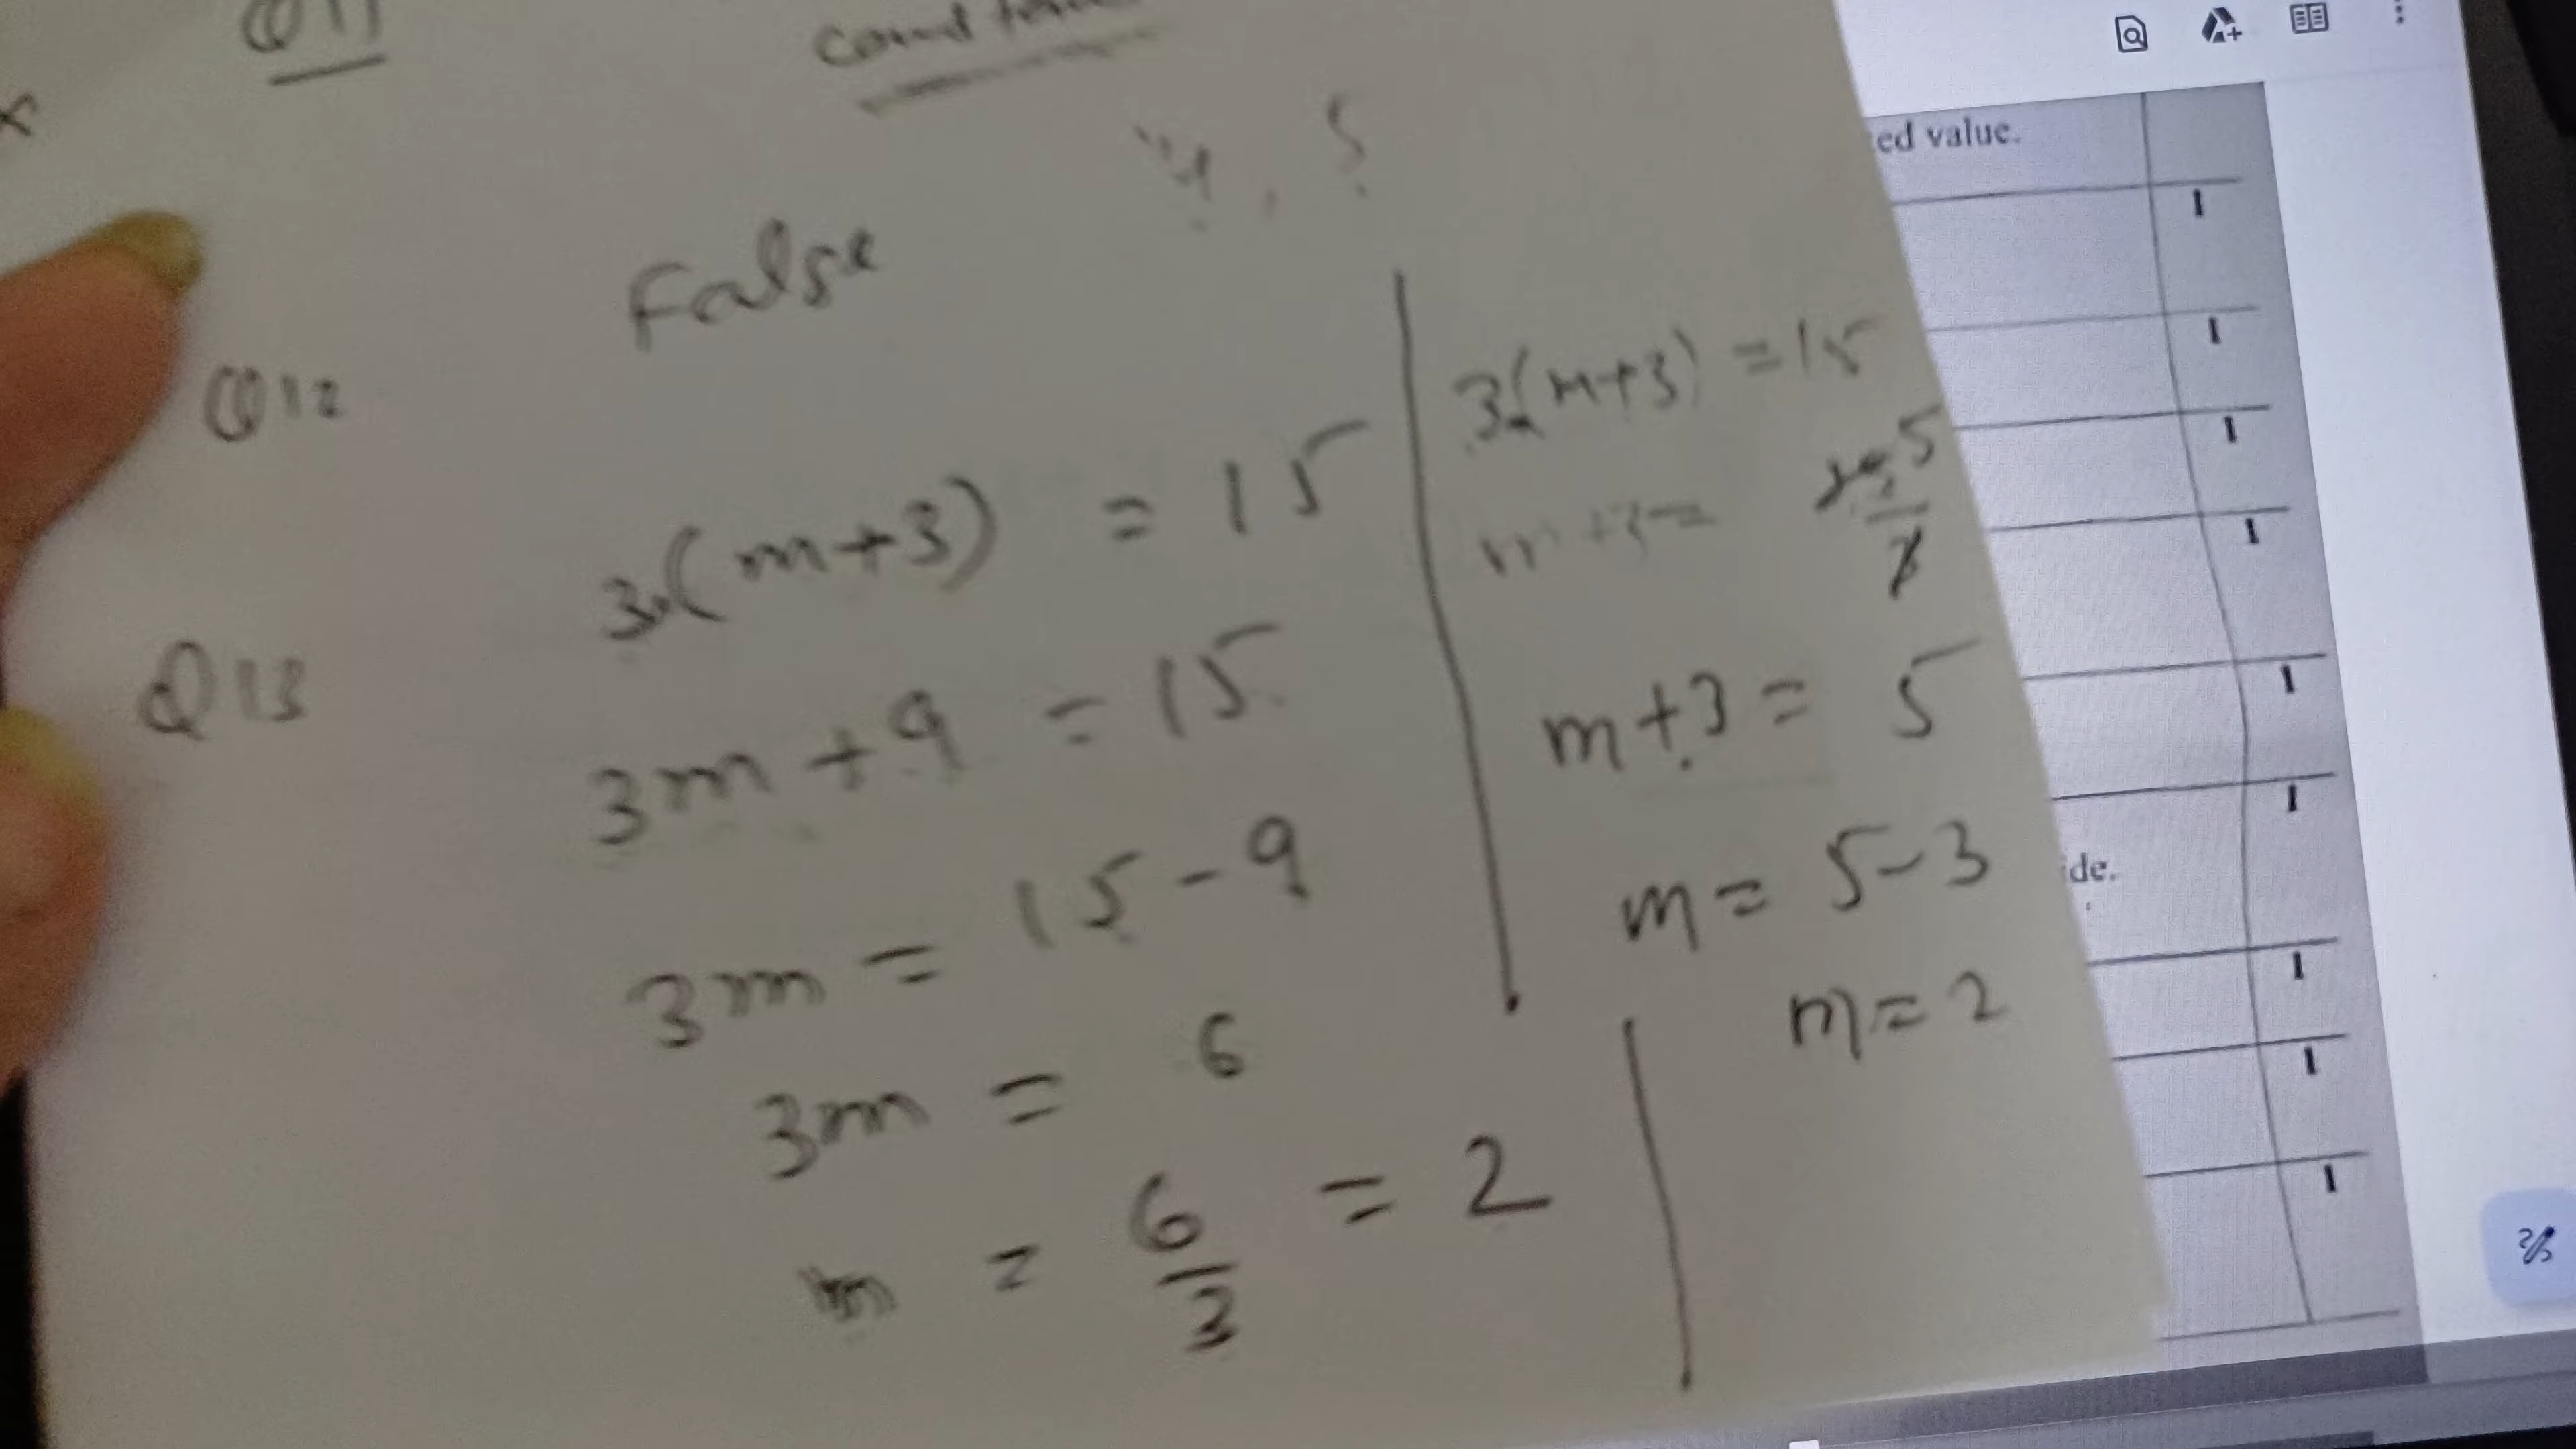 Q11
False
Q12
Q13
3.(m+3) = 15
3m + 9 = 15
3m = 15 - 9
3m = 6
m = 6/3 = 2
3.(m+3) = 15
m+3 =
m+3 = 5
m = 5-3
m = 2
ed value.
1
1
1
1
1
1
ide.
1
1
1